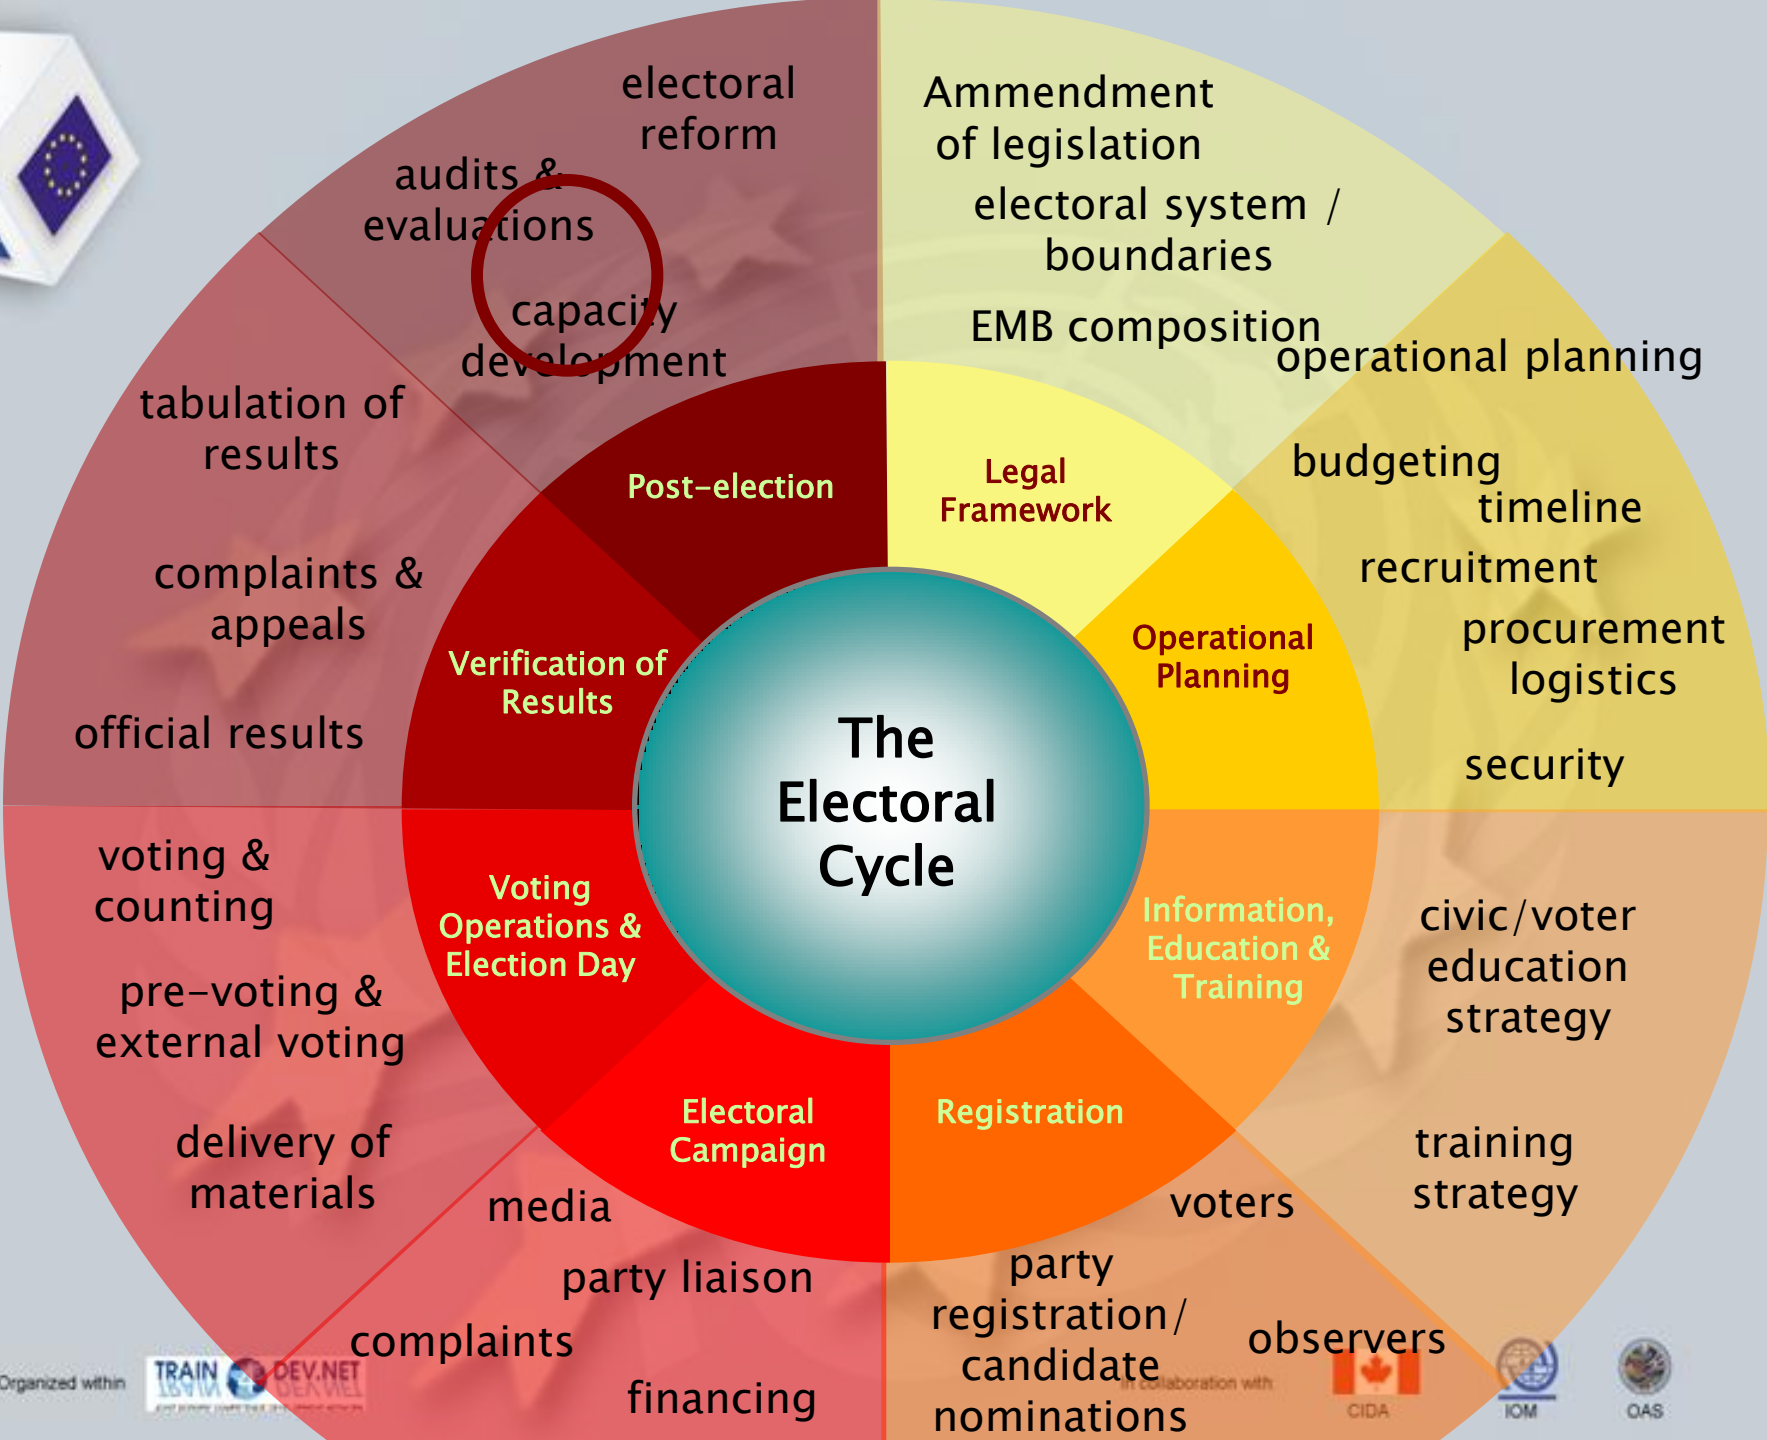 electoral
reform
audits &
evaluations
capacity
development
Ammendment
of legislation
electoral system /
boundaries
EMB composition
operational planning
budgeting
timeline
recruitment
procurement
logistics
security
civic/voter
education
strategy
training
strategy
voters
party
registration/
candidate
nominations
observers
media
party liaison
complaints
financing
voting &
counting
pre-voting &
external voting
delivery of
materials
tabulation of
results
complaints &
appeals
official results
Post-election
Legal
Framework
Operational
Planning
Information,
Education &
Training
Registration
Electoral
Campaign
Voting
Operations &
Election Day
Verification of
Results
The
Electoral
Cycle
Organized within
TRAIN DEV.NET
In collaboration with
CIDA
IOM
OAS